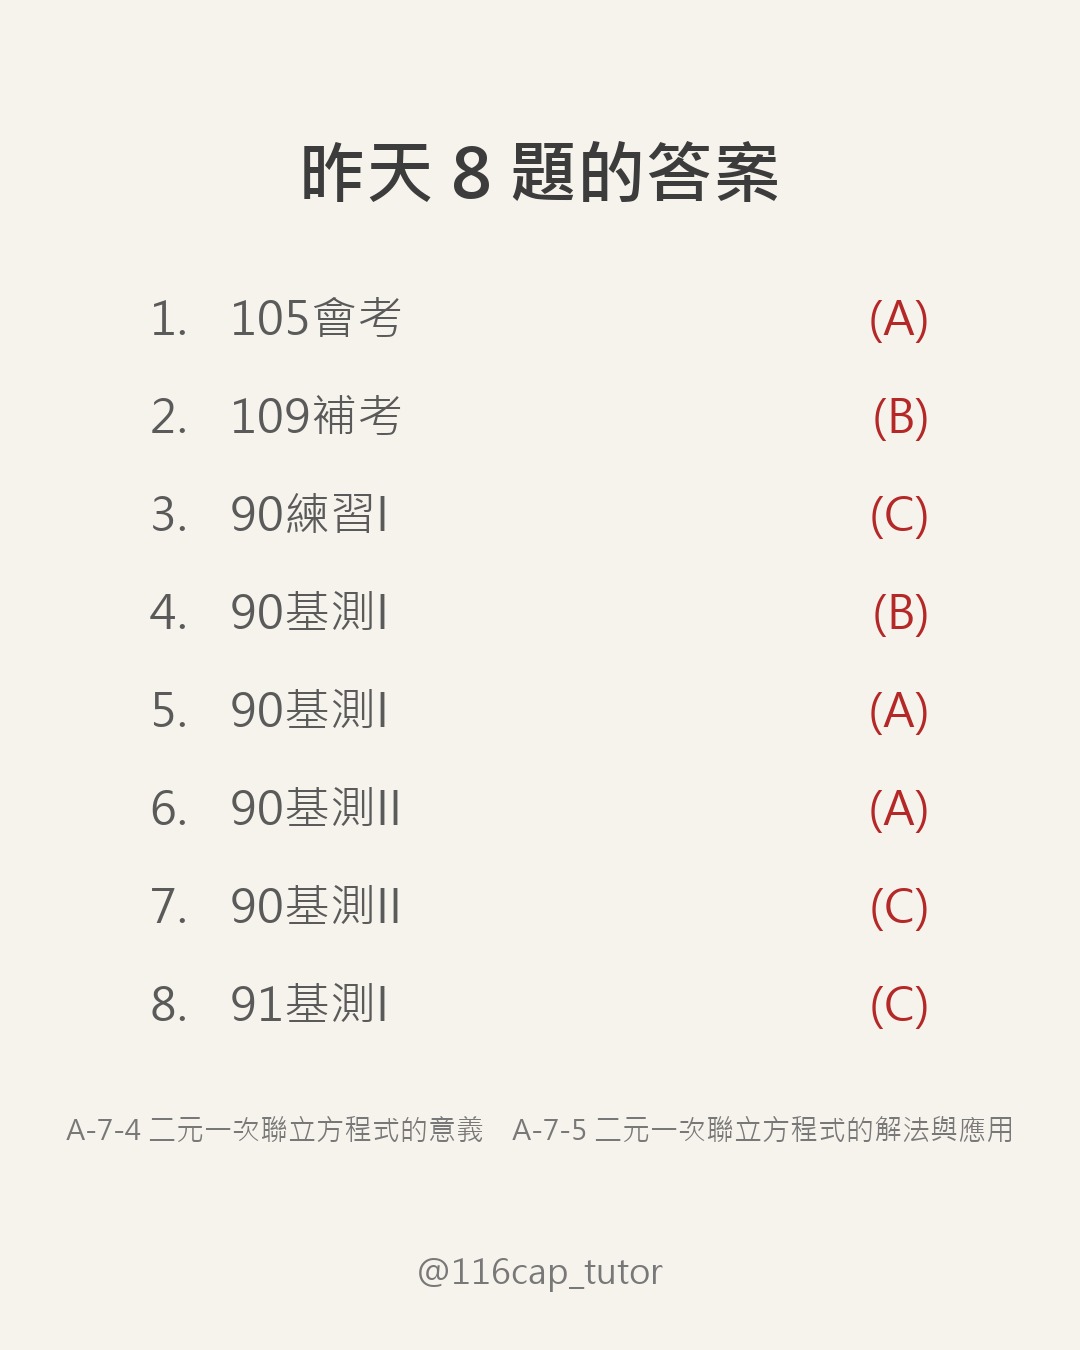 昨天 8 題的答案
1. 105會考 (A)
2. 109補考 (B)
3. 90練習I (C)
4. 90基測I (B)
5. 90基測I (A)
6. 90基測II (A)
7. 90基測II (C)
8. 91基測I (C)
A-7-4 二元一次聯立方程式的意義 A-7-5 二元一次聯立方程式的解法與應用
@116cap_tutor